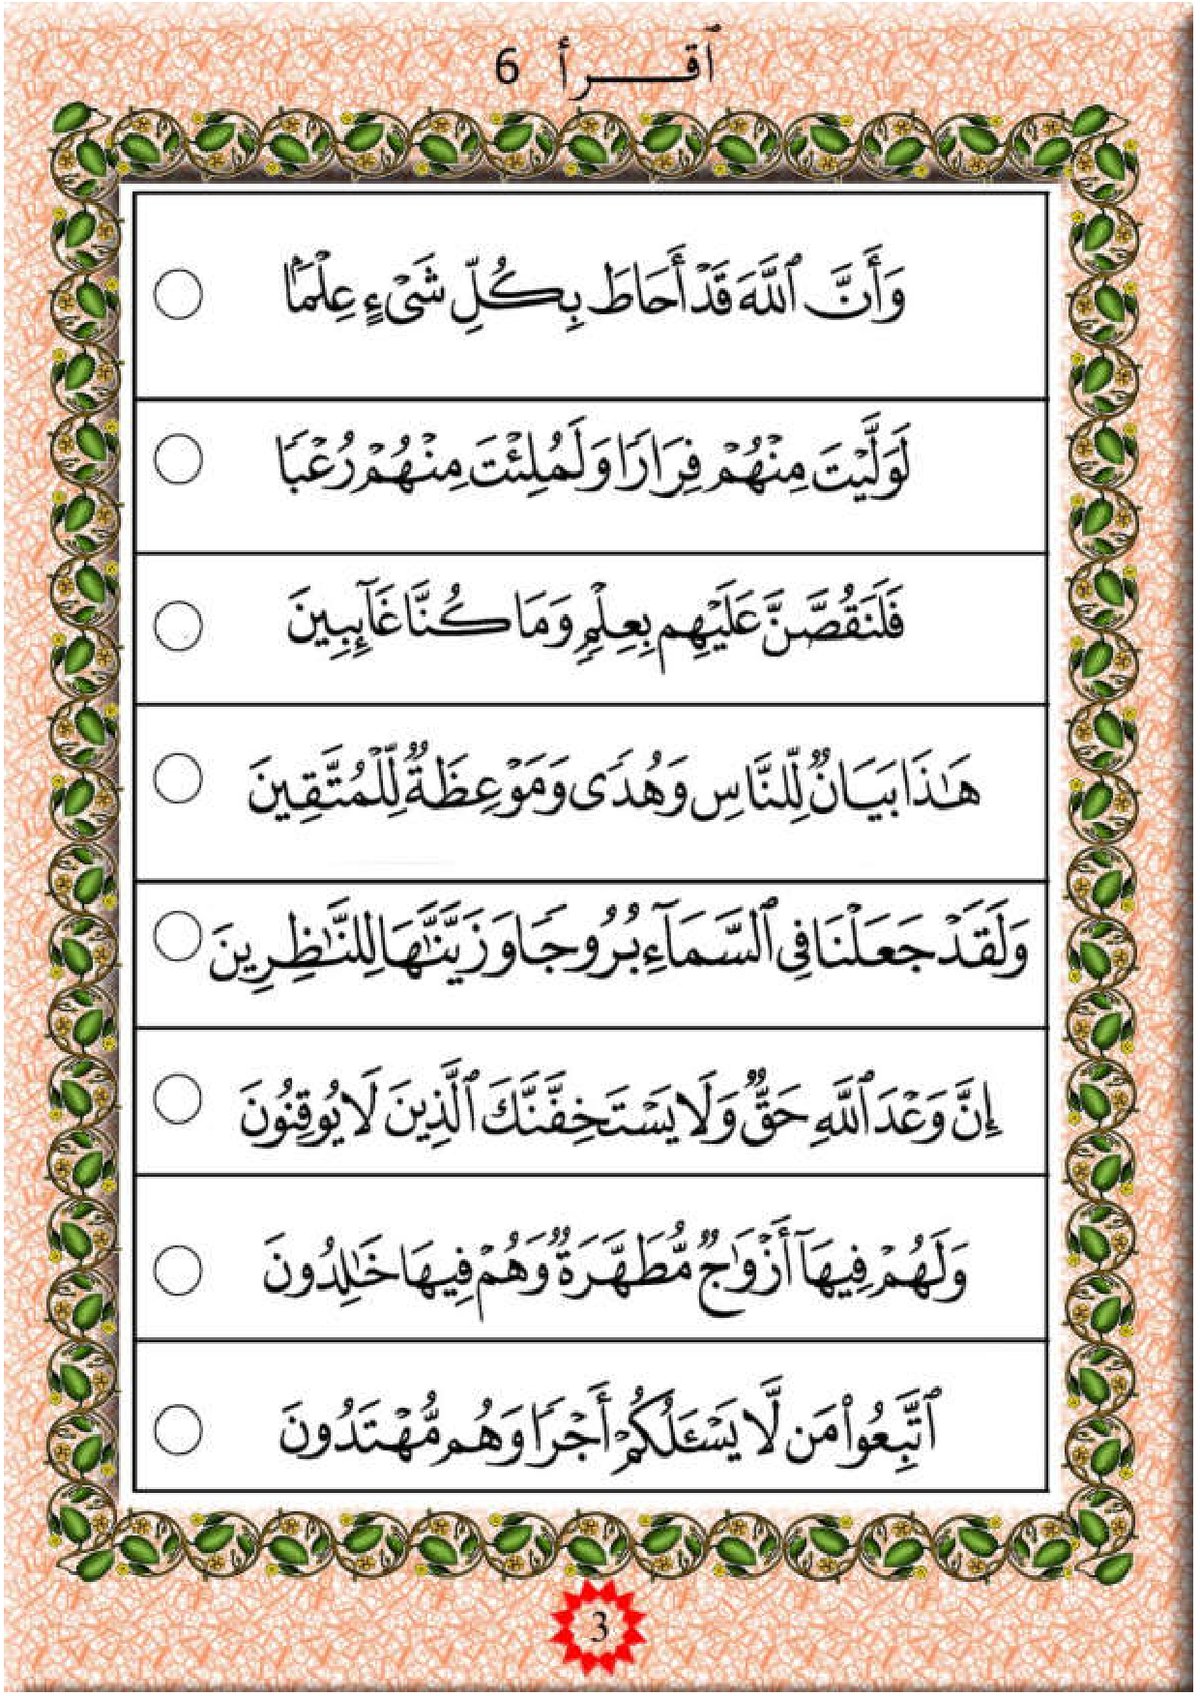 ٱقـــرأ 6
وَأَنَّ ٱللَّهَ قَدۡ أَحَاطَ بِكُلِّ شَيۡءٍ عِلۡمَۢا
لَوَلَّيۡتَ مِنۡهُمۡ فِرَارٗا وَلَمُلِئۡتَ مِنۡهُمۡ رُعۡبٗا
فَلَنَقُصَّنَّ عَلَيۡهِم بِعِلۡمٖ وَمَا كُنَّا غَآئِبِينَ
هَٰذَا بَيَانٞ لِّلنَّاسِ وَهُدٗى وَمَوۡعِظَةٞ لِّلۡمُتَّقِينَ
وَلَقَدۡ جَعَلۡنَا فِي ٱلسَّمَآءِ بُرُوجٗا وَزَيَّنَّٰهَا لِلنَّٰظِرِينَ
إِنَّ وَعۡدَ ٱللَّهِ حَقّٞ وَلَا يَسۡتَخِفَّنَّكَ ٱلَّذِينَ لَا يُوقِنُونَ
وَلَهُمۡ فِيهَآ أَزۡوَٰجٞ مُّطَهَّرَةٞ وَهُمۡ فِيهَا خَٰلِدُونَ
ٱتَّبِعُواْ مَن لَّا يَسۡـَٔلُكُمۡ أَجۡرٗا وَهُم مُّهۡتَدُونَ
3